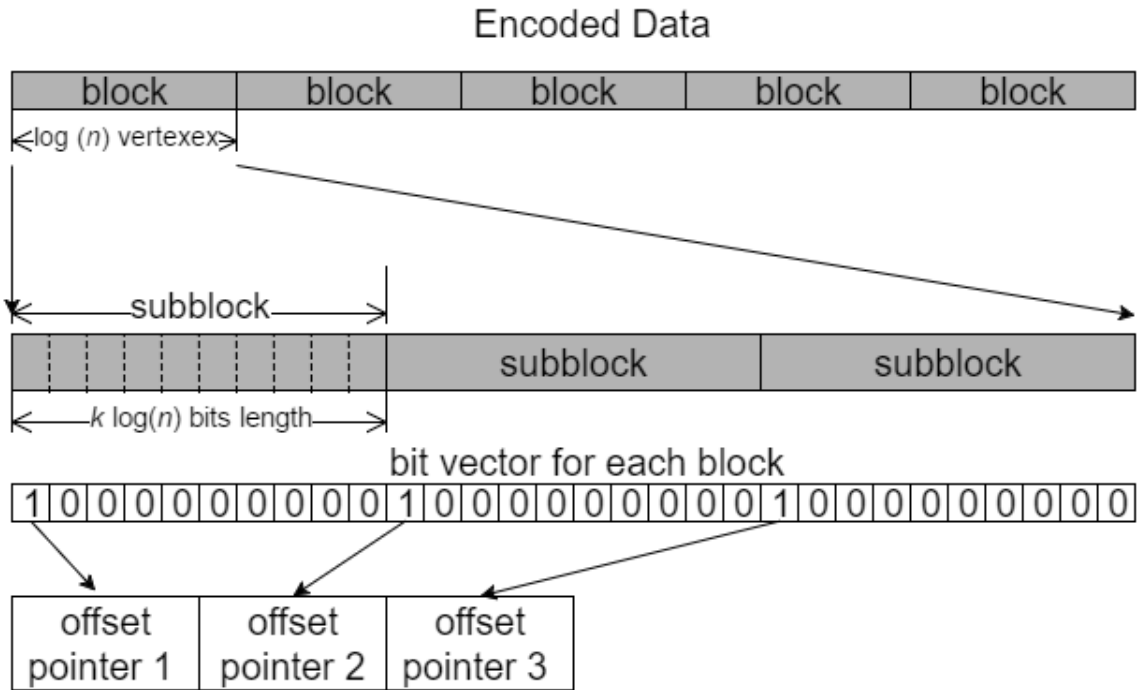 Encoded Data
block block block block block
log (n) vertexex
subblock
subblock subblock
k log(n) bits length
bit vector for each block
1 0 0 0 0 0 0 0 0 0 1 0 0 0 0 0 0 0 0 0 1 0 0 0 0 0 0 0 0 0
offset offset offset
pointer 1 pointer 2 pointer 3